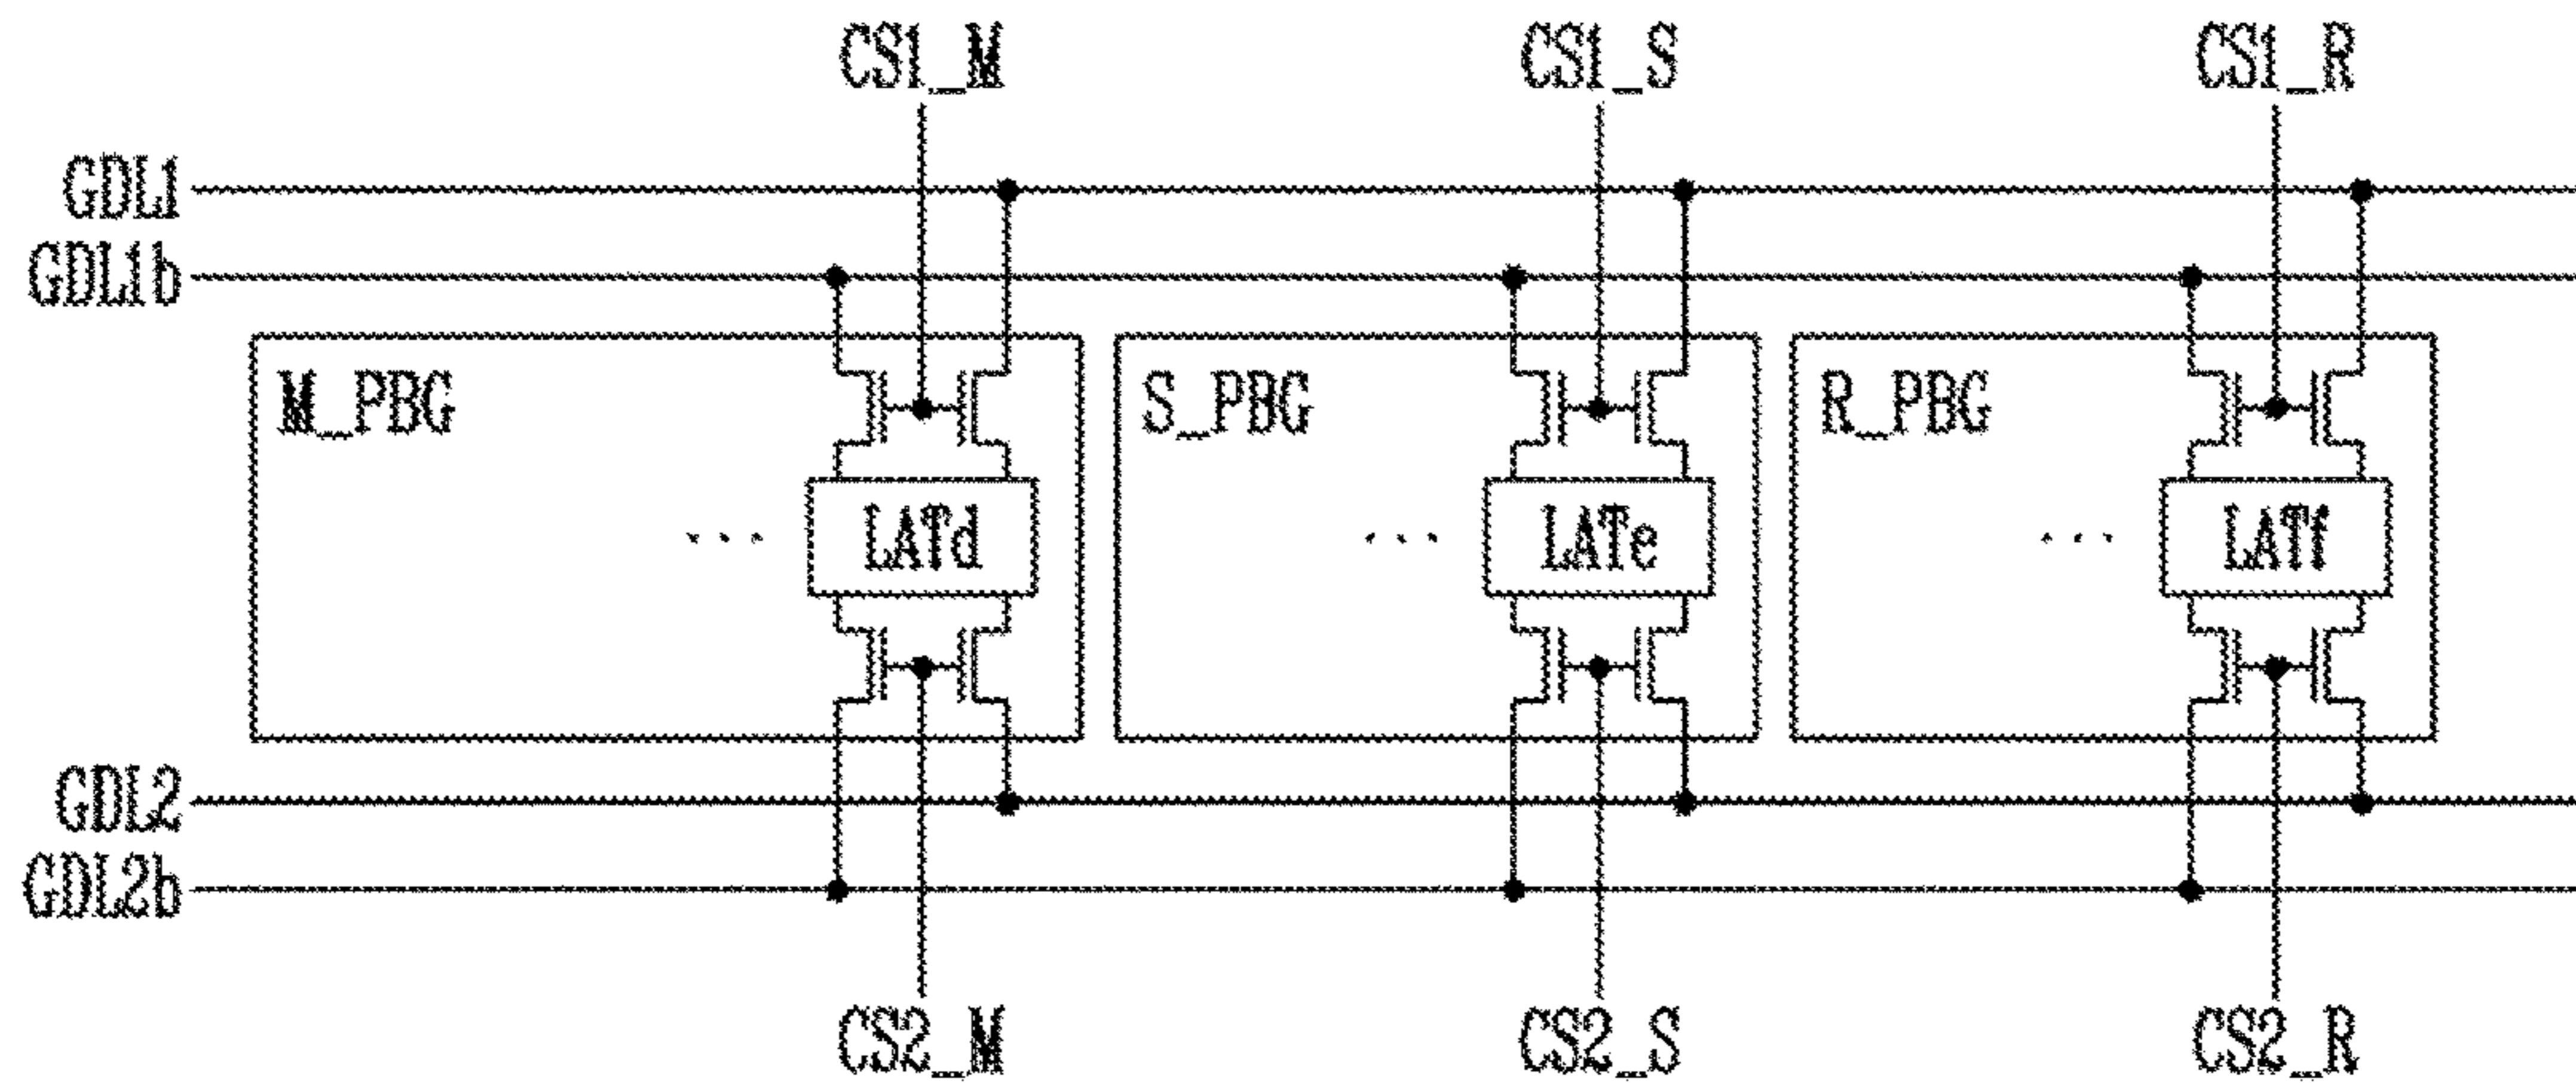 CS1_M CS1_S CS1_R
GDL1
GDL1b
M_PBG S_PBG R_PBG
... LATd ... LATe ... LATf
GDL2
GDL2b
CS2_M CS2_S CS2_R